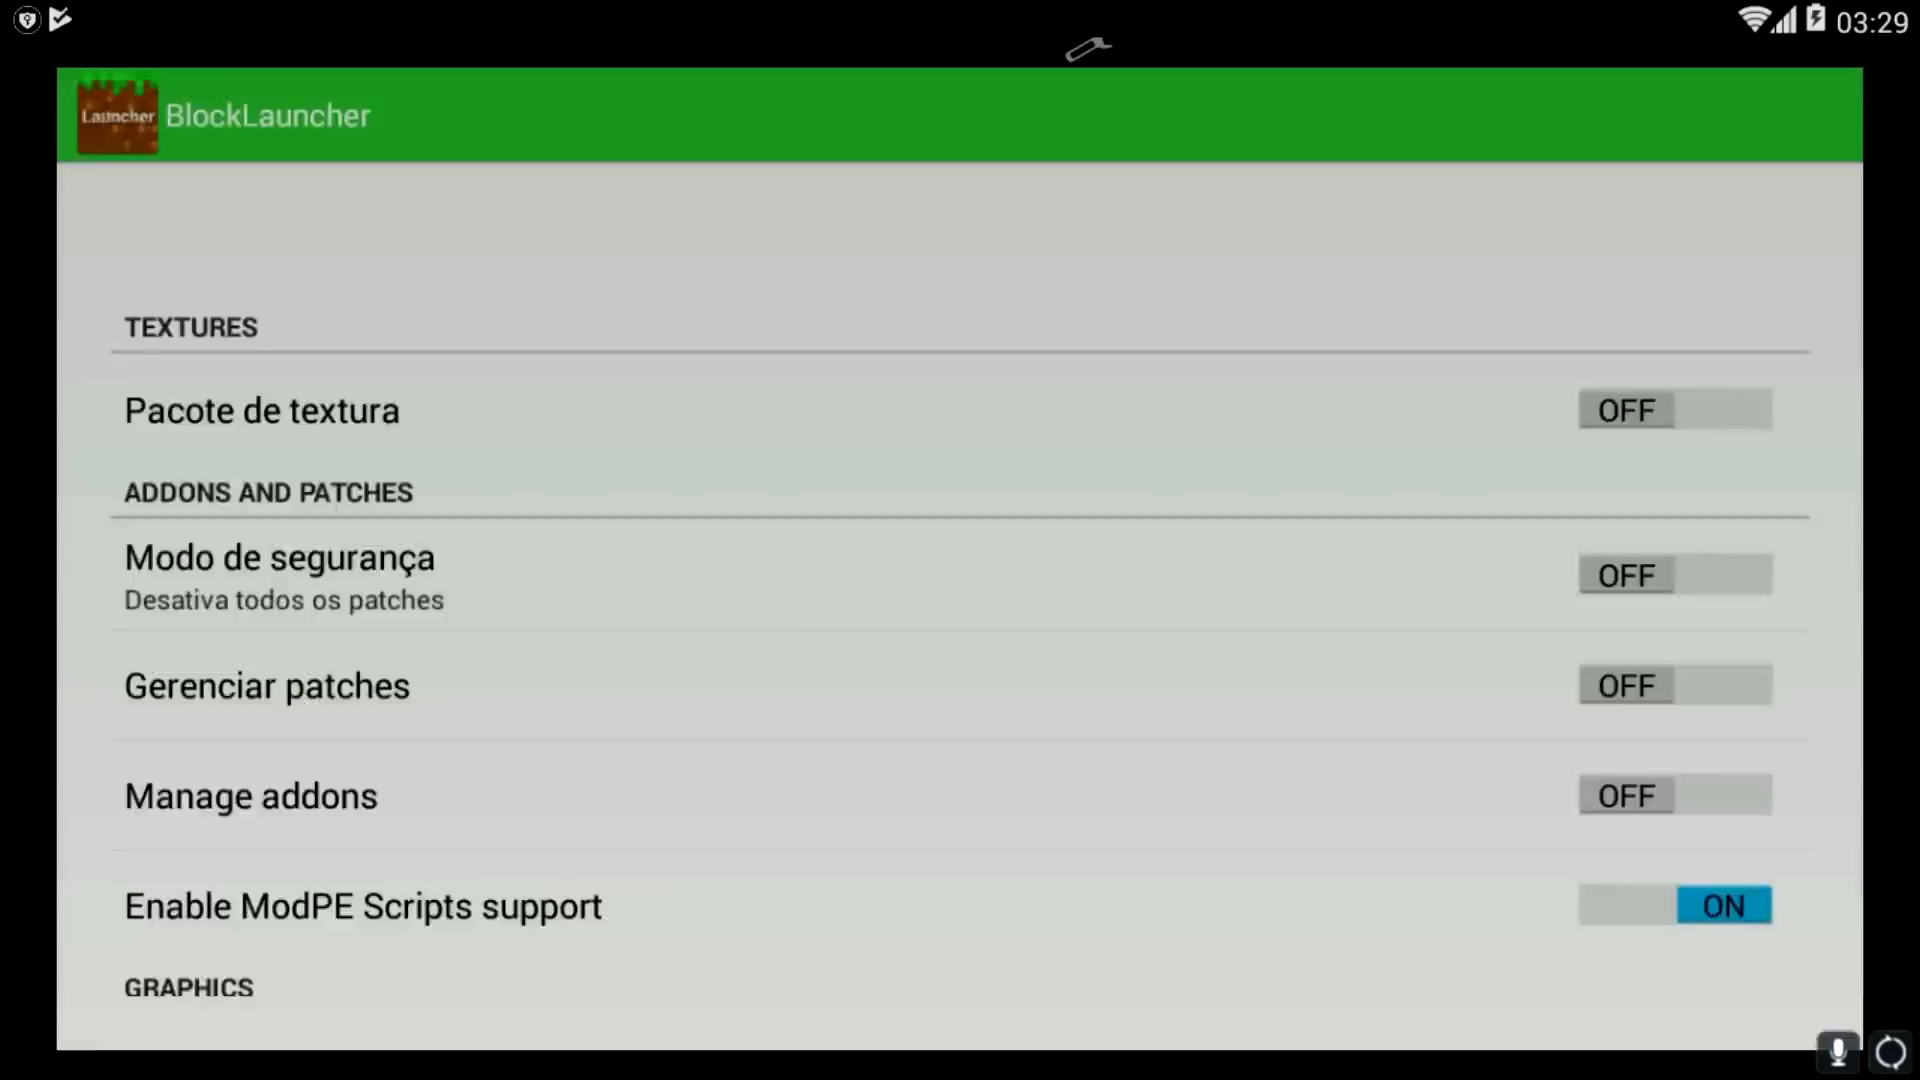 03:29
Launcher
BlockLauncher
TEXTURES
Pacote de textura
OFF
ADDONS AND PATCHES
Modo de segurança
Desativa todos os patches
OFF
Gerenciar patches
OFF
Manage addons
OFF
Enable ModPE Scripts support
ON
GRAPHICS